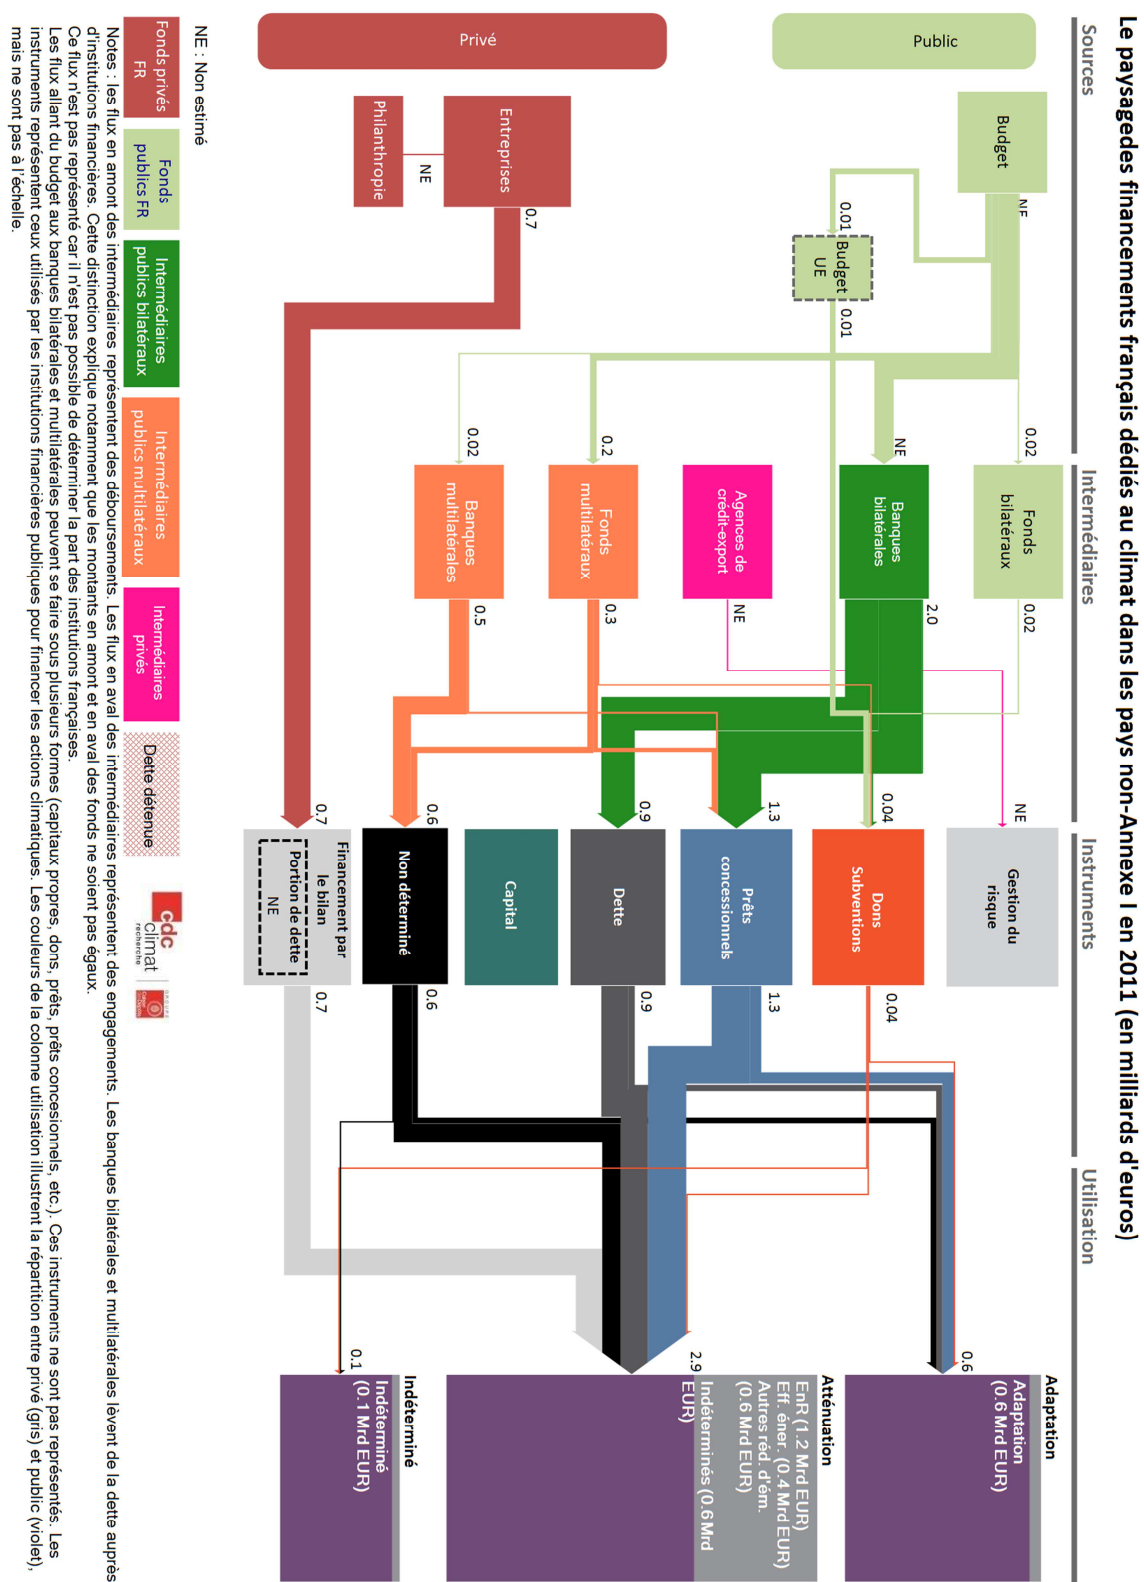 Le paysagedes financements français dédiés au climat dans les pays non-Annexe I en 2011 (en milliards d'euros)
Sources
Intermédiaires
Instruments
Utilisation
Public
Privé
Budget
NE
0.01
Budget
UE
0.01
Entreprises
0.7
NE
Philanthropie
0.02
NE
0.2
0.02
Fonds
bilatéraux
0.02
Banques
bilatérales
2.0
Agences de
crédit-export
NE
Fonds
multilatéraux
0.3
Banques
multilatérales
0.5
NE
0.04
1.3
0.9
0.6
0.7
Gestion du
risque
Dons
Subventions
0.04
Prêts
concessionnels
1.3
Dette
0.9
Capital
Non déterminé
0.6
Financement par
le bilan
Portion de dette
NE
0.7
0.6
Adaptation
Adaptation
(0.6 Mrd EUR)
2.9
Atténuation
EnR (1.2 Mrd EUR)
Eff. éner. (0.4 Mrd EUR)
Autres réd. d'ém.
(0.6 Mrd EUR)
Indéterminés (0.6 Mrd
EUR)
0.1
Indéterminé
Indéterminé
(0.1 Mrd EUR)
NE : Non estimé
Fonds privés
FR
Fonds
publics FR
Intermédiaires
publics bilatéraux
Intermédiaires
publics multilatéraux
Intermédiaires
privés
Dette détenue
cdc
climat
recherche
Notes : les flux en amont des intermédiaires représentent des déboursements. Les flux en aval des intermédiaires représentent des engagements. Les banques bilatérales et multilatérales lèvent de la dette auprès
d'institutions financières. Cette distinction explique notamment que les montants en amont et en aval des fonds ne soient pas égaux.
Ce flux n'est pas représenté car il n'est pas possible de déterminer la part des institutions françaises.
Les flux allant du budget aux banques bilatérales et multilatérales peuvent se faire sous plusieurs formes (capitaux propres, dons, prêts, prêts concesionnels, etc.). Ces instruments ne sont pas représentés. Les
instruments représentent ceux utilisés par les institutions financières publiques pour financer les actions climatiques. Les couleurs de la colonne utilisation illustrent la répartition entre privé (gris) et public (violet),
mais ne sont pas à l'échelle.